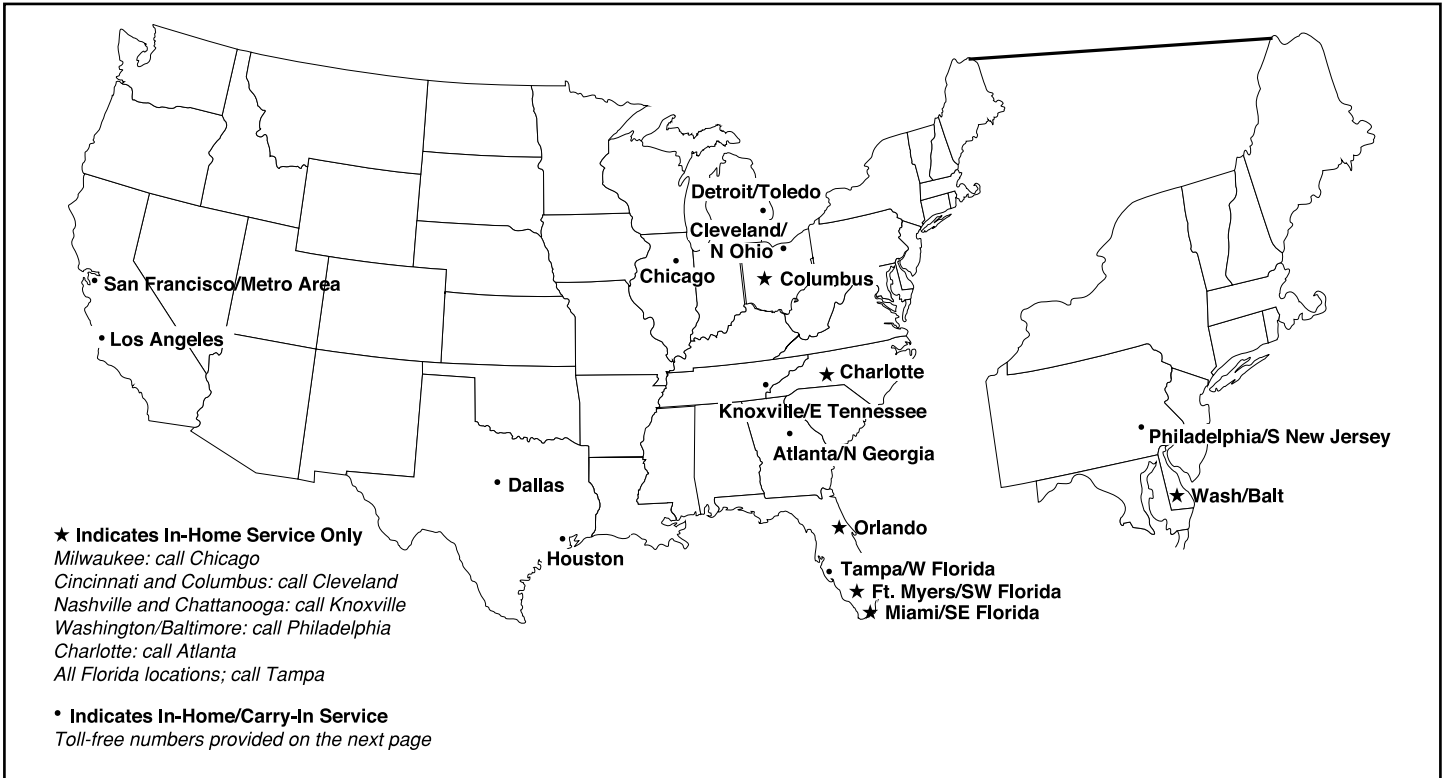 Detroit/Toledo
Cleveland/
N Ohio
Chicago
★ Columbus
San Francisco/Metro Area
Los Angeles
★ Charlotte
Knoxville/E Tennessee
Atlanta/N Georgia
Philadelphia/S New Jersey
Dallas
★ Wash/Balt
★ Orlando
Houston
Tampa/W Florida
★ Ft. Myers/SW Florida
★ Miami/SE Florida
★ Indicates In-Home Service Only
Milwaukee: call Chicago
Cincinnati and Columbus: call Cleveland
Nashville and Chattanooga: call Knoxville
Washington/Baltimore: call Philadelphia
Charlotte: call Atlanta
All Florida locations; call Tampa
• Indicates In-Home/Carry-In Service
Toll-free numbers provided on the next page